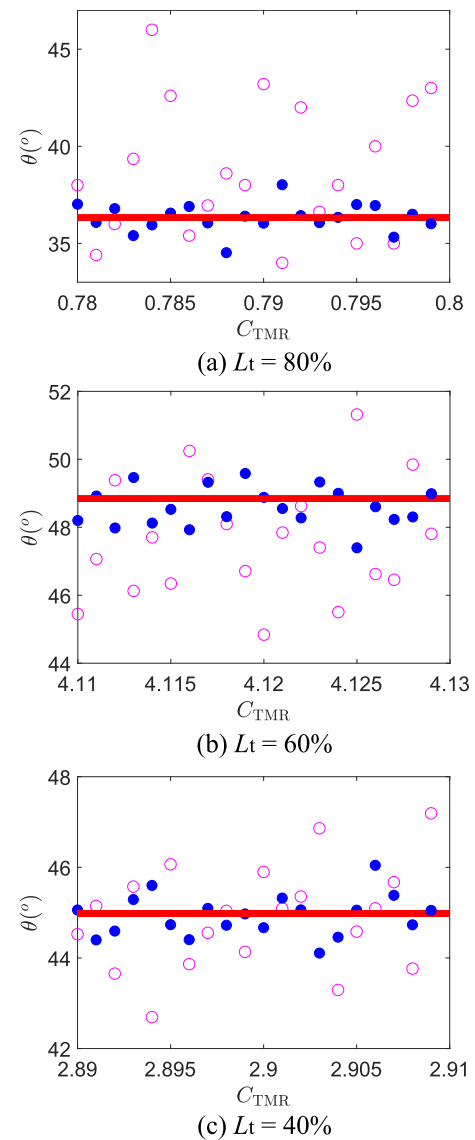 45
40
35
θ(°)
0.78 0.785 0.79 0.795 0.8
C_TMR
(a) Lt = 80%
52
50
48
46
44
θ(°)
4.11 4.115 4.12 4.125 4.13
C_TMR
(b) Lt = 60%
48
46
44
42
θ(°)
2.89 2.895 2.9 2.905 2.91
C_TMR
(c) Lt = 40%